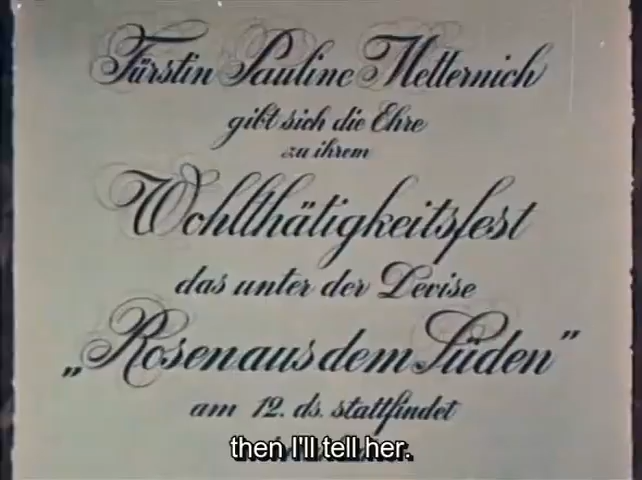 Fürstin Pauline Metternich
gibt sich die Ehre
zu ihrem
Wohlthätigkeitsfest
das unter der Devise
„Rosen aus dem Süden”
am 12. ds. stattfindet
then I'll tell her.